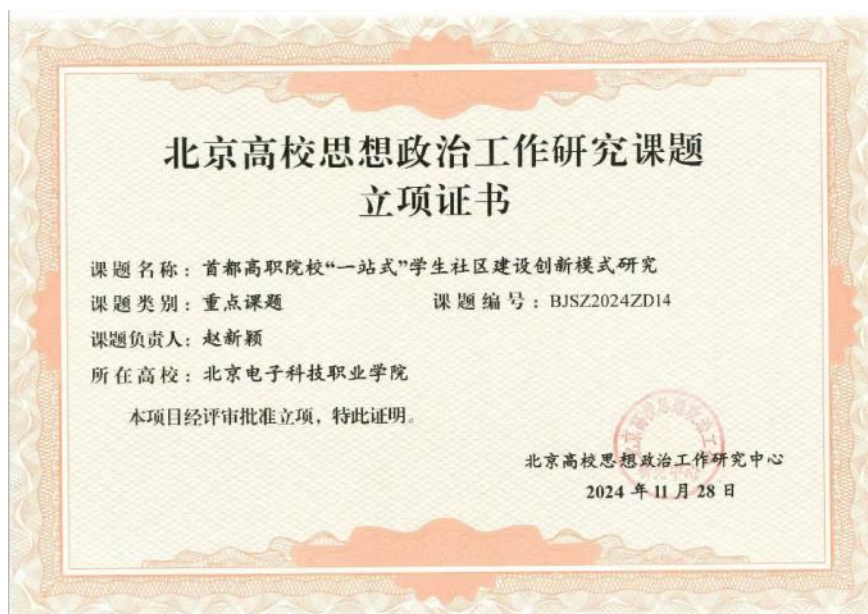 北京高校思想政治工作研究课题
立项证书
课题名称：首都高职院校“一站式”学生社区建设创新模式研究
课题类别：重点课题 课题编号：BJSZ2024ZD14
课题负责人：赵新颖
所在高校：北京电子科技职业学院
本项目经评审批准立项，特此证明。
北京高校思想政治工作研究中心
2024 年 11 月 28 日